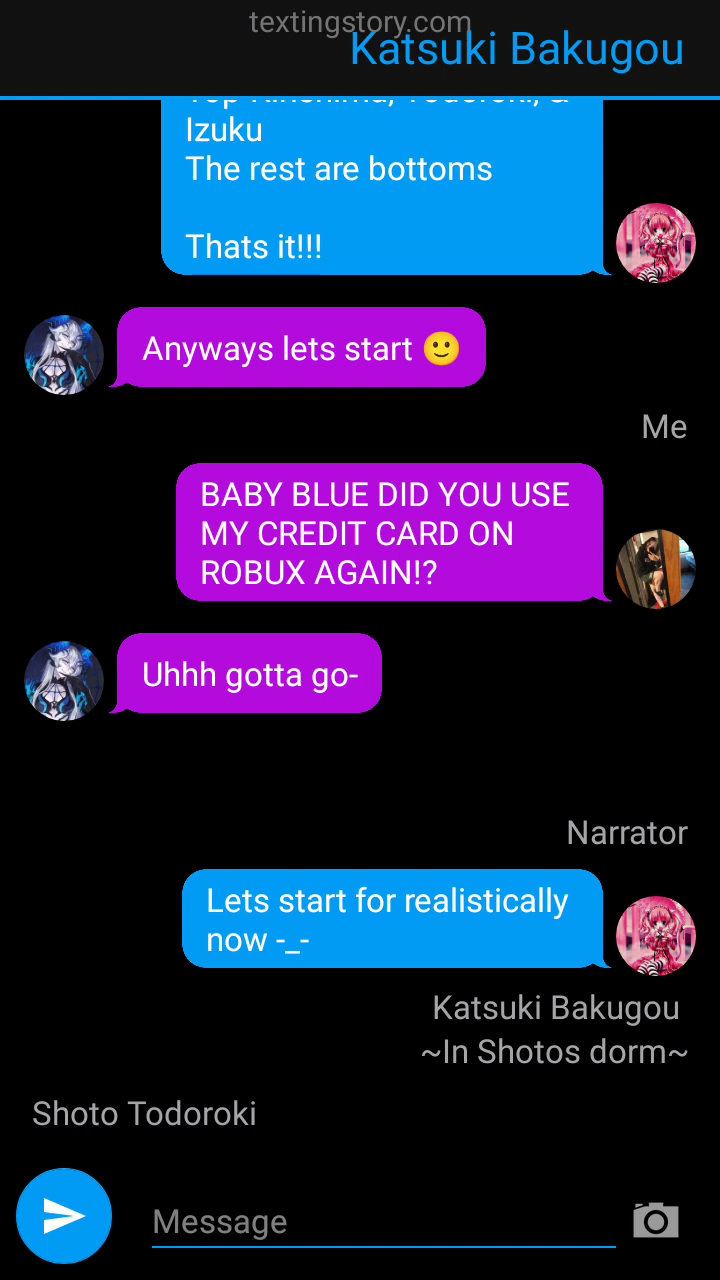 textingstory.com
Katsuki Bakugou
Izuku
The rest are bottoms
Thats it!!!
Anyways lets start 🙂
Me
BABY BLUE DID YOU USE
MY CREDIT CARD ON
ROBUX AGAIN!?
Uhhh gotta go-
Narrator
Lets start for realistically
now -_-
Katsuki Bakugou
~In Shotos dorm~
Shoto Todoroki
Message